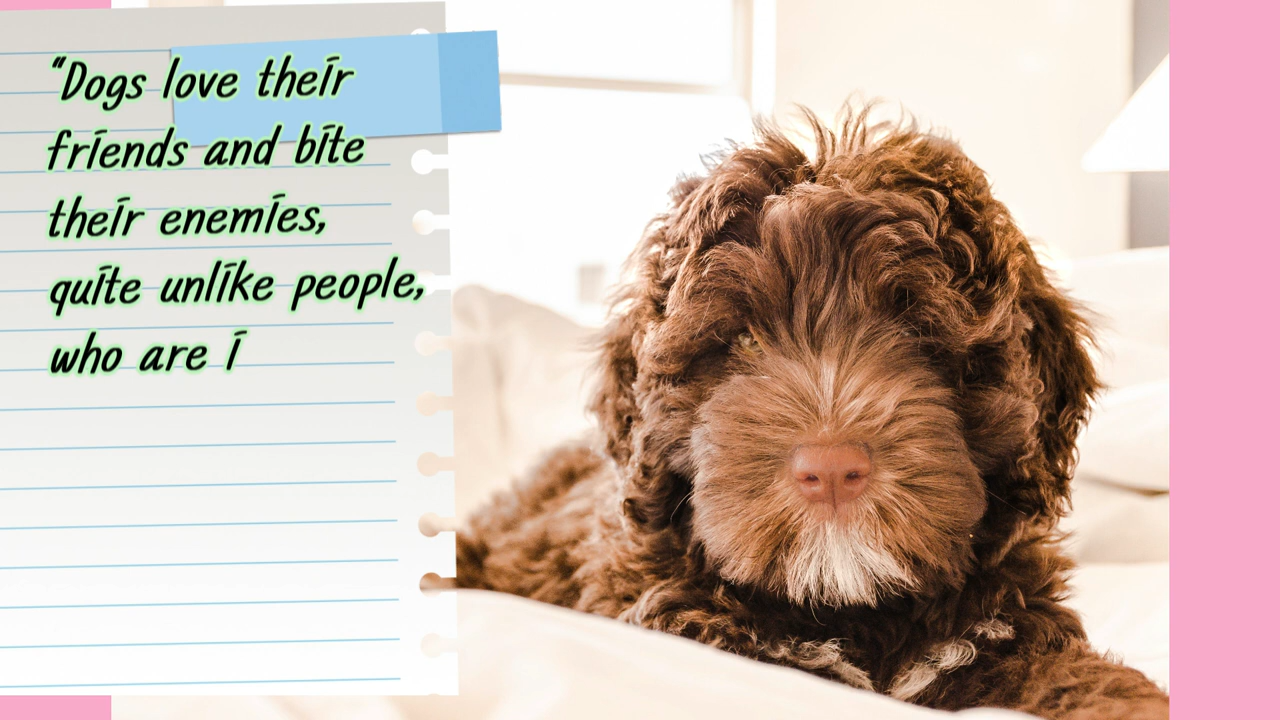 "Dogs love their
friends and bite
their enemies,
quite unlike people,
who are i